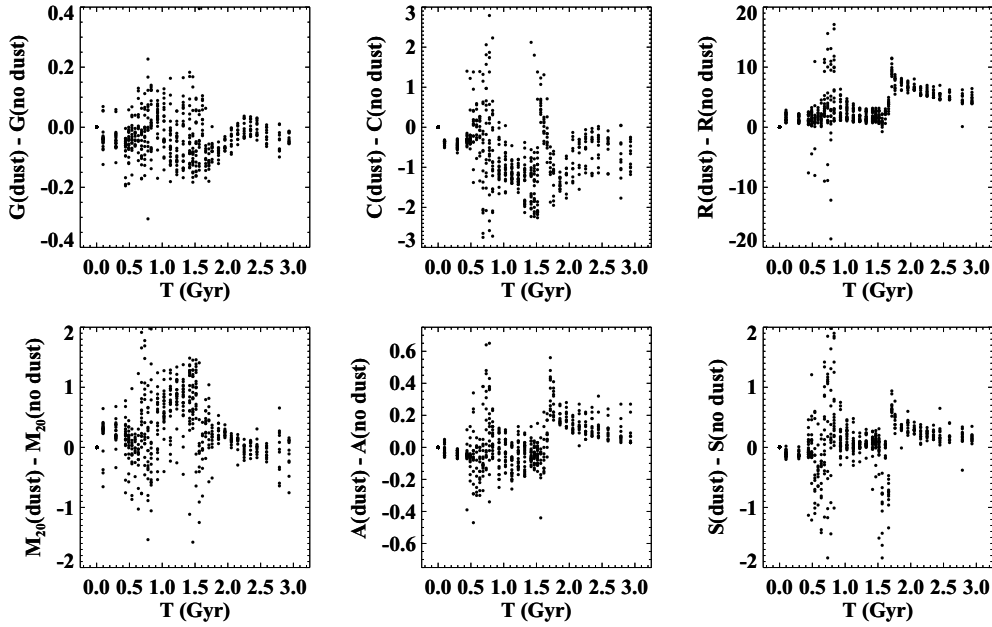 G(dust) - G(no dust)
0.4
0.2
0.0
-0.2
-0.4
0.0 0.5 1.0 1.5 2.0 2.5 3.0
T (Gyr)
C(dust) - C(no dust)
3
2
1
0
-1
-2
-3
0.0 0.5 1.0 1.5 2.0 2.5 3.0
T (Gyr)
R(dust) - R(no dust)
20
10
0
-10
-20
0.0 0.5 1.0 1.5 2.0 2.5 3.0
T (Gyr)
M₂₀(dust) - M₂₀(no dust)
2
1
0
-1
-2
0.0 0.5 1.0 1.5 2.0 2.5 3.0
T (Gyr)
A(dust) - A(no dust)
0.6
0.4
0.2
0.0
-0.2
-0.4
-0.6
0.0 0.5 1.0 1.5 2.0 2.5 3.0
T (Gyr)
S(dust) - S(no dust)
2
1
0
-1
-2
0.0 0.5 1.0 1.5 2.0 2.5 3.0
T (Gyr)